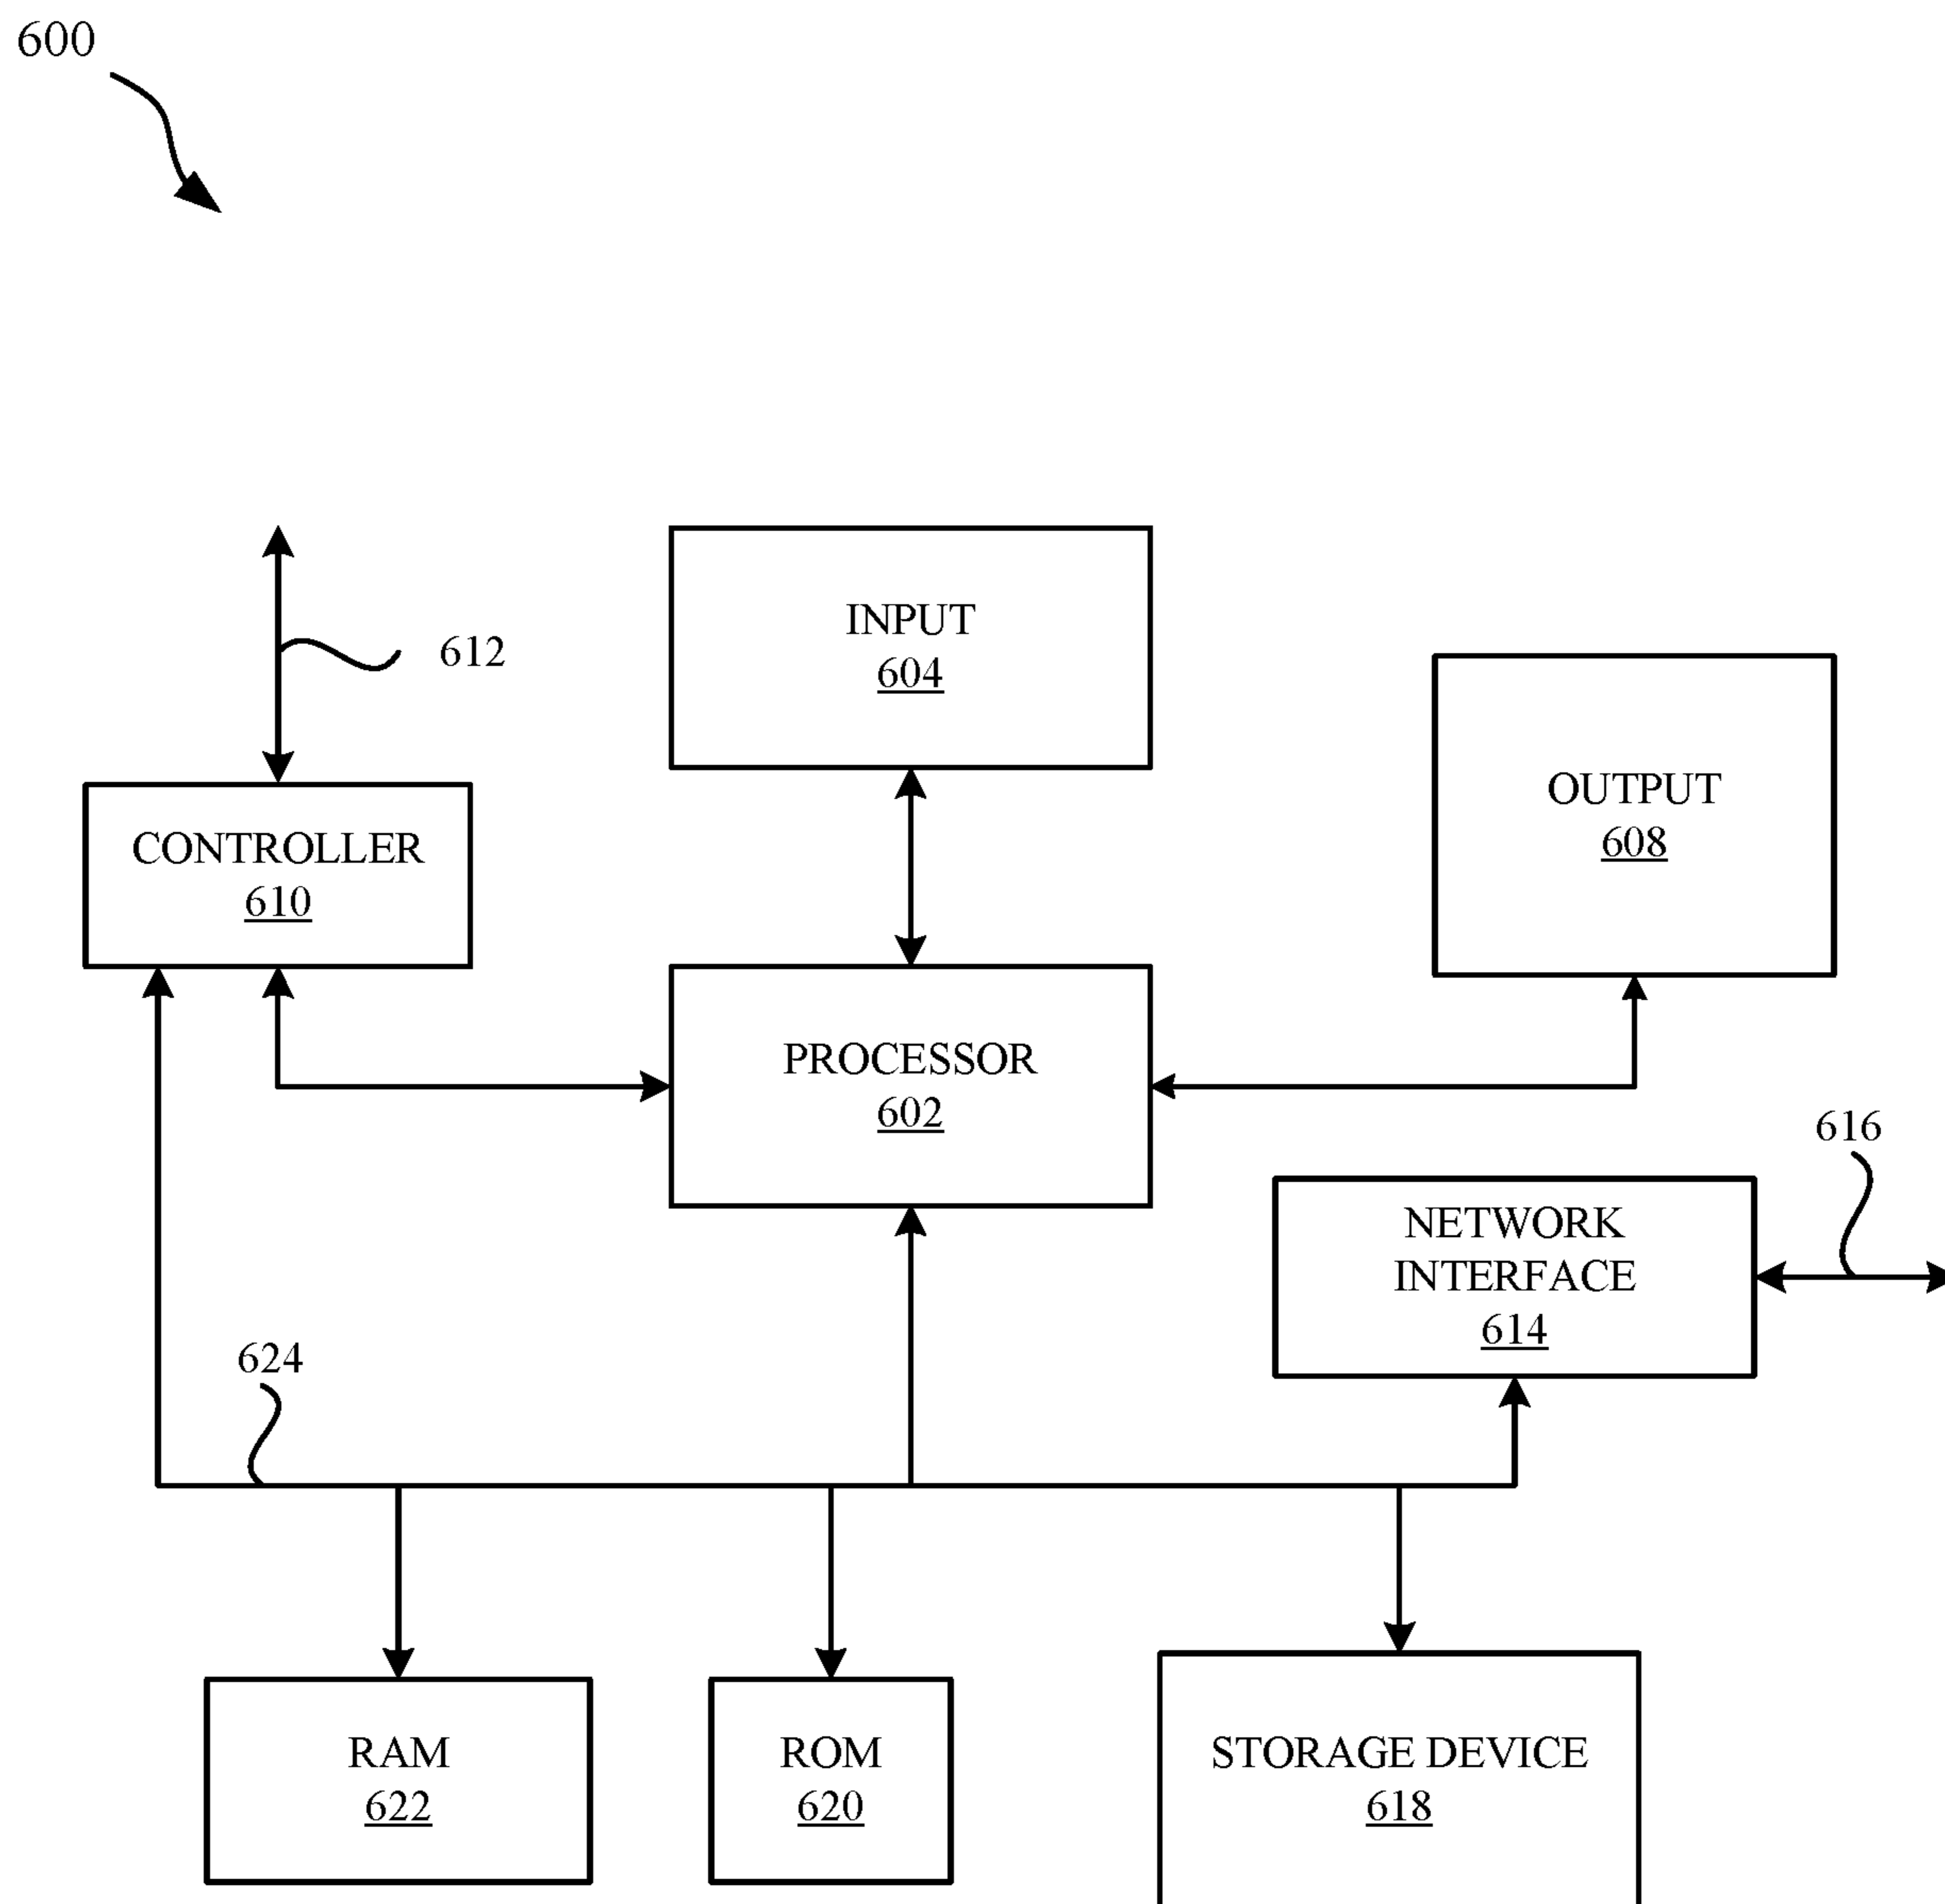 600
612
INPUT
604
OUTPUT
608
CONTROLLER
610
PROCESSOR
602
616
NETWORK
INTERFACE
614
624
RAM
622
ROM
620
STORAGE DEVICE
618